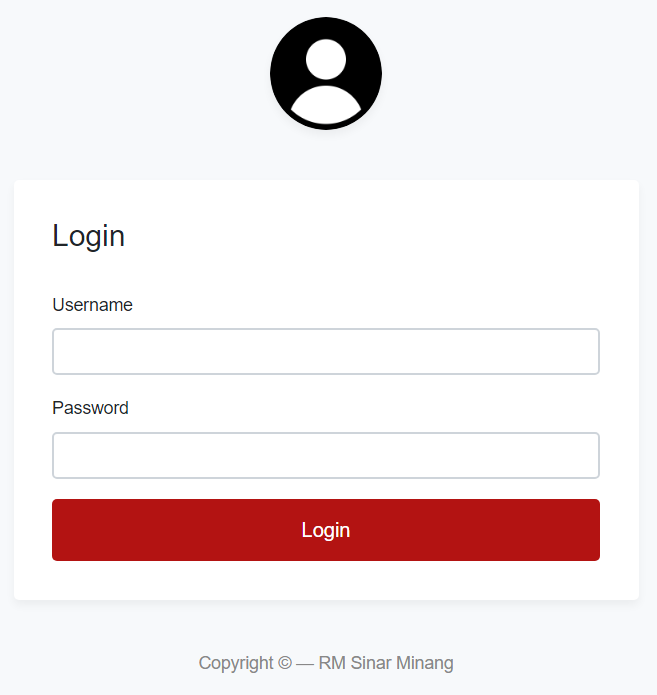 Login
Username
Password
Login
Copyright © — RM Sinar Minang